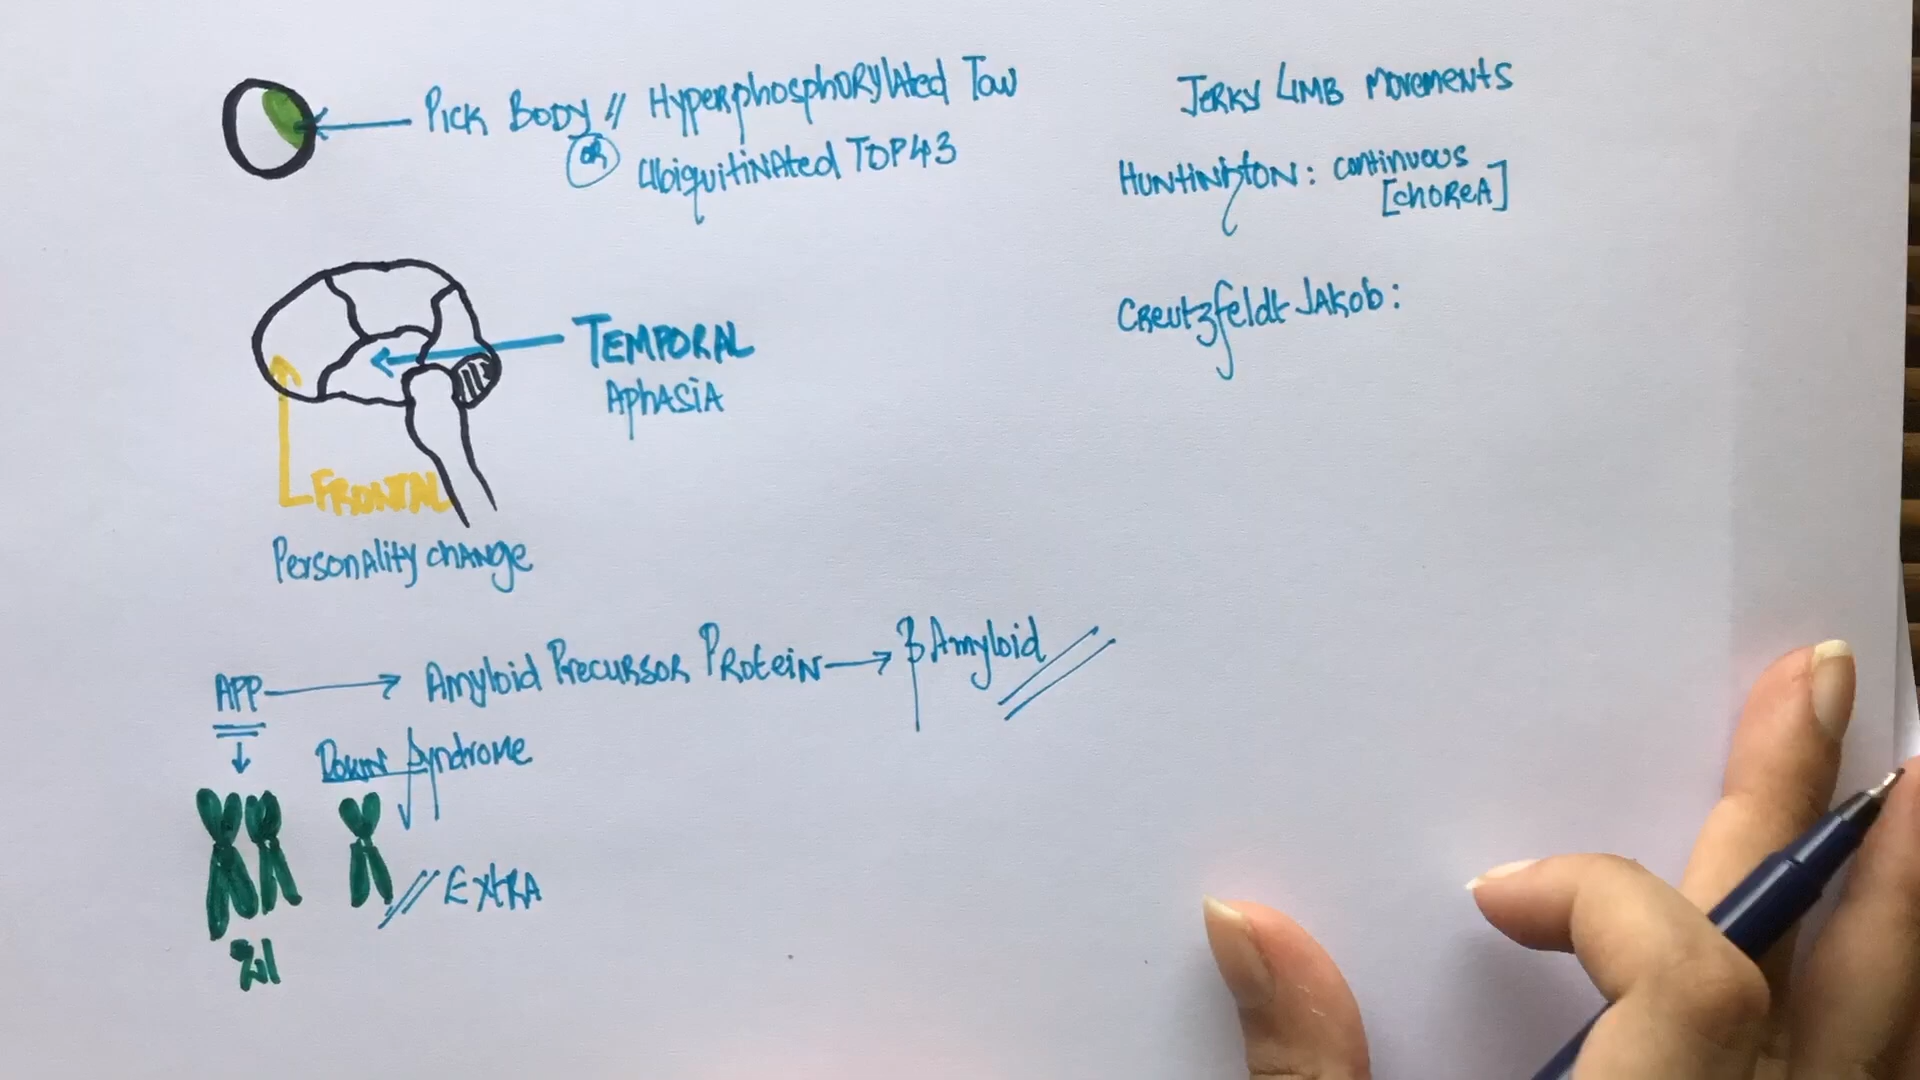 Pick Body // Hyperphosphorylated Tau
OR Ubiquitinated TDP43
TEMPORAL
Aphasia
FRONTAL
Personality change
APP → Amyloid Precursor Protein → β Amyloid
Down Syndrome
Extra
21
Jerky Limb Movements
Huntington: continuous
[chorea]
Creutzfeldt Jakob: